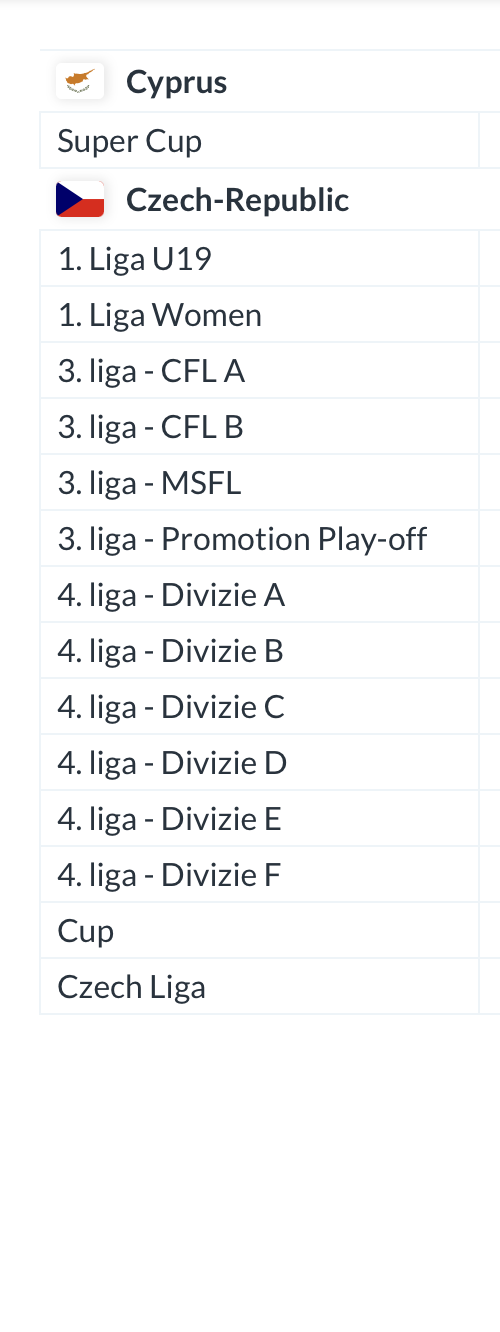 Cyprus
Super Cup
Czech-Republic
1. Liga U19
1. Liga Women
3. liga - CFL A
3. liga - CFL B
3. liga - MSFL
3. liga - Promotion Play-off
4. liga - Divizie A
4. liga - Divizie B
4. liga - Divizie C
4. liga - Divizie D
4. liga - Divizie E
4. liga - Divizie F
Cup
Czech Liga